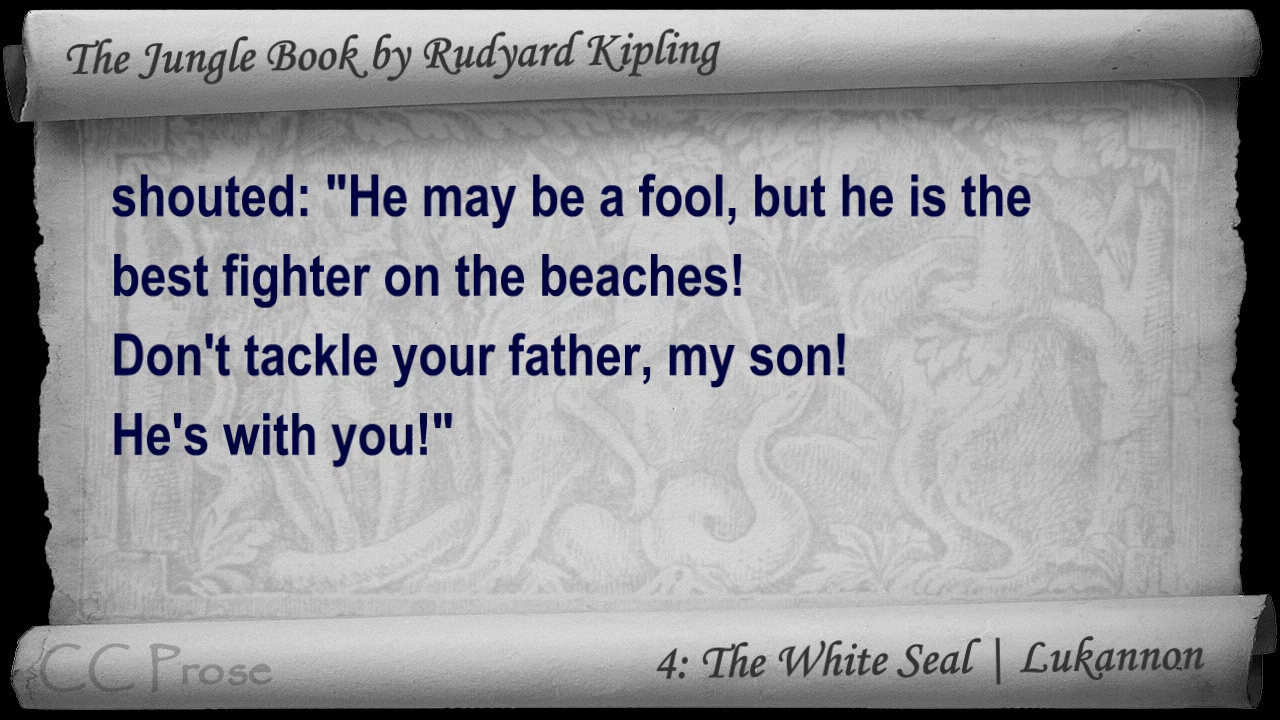 The Jungle Book by Rudyard Kipling
shouted: "He may be a fool, but he is the
best fighter on the beaches!
Don't tackle your father, my son!
He's with you!"
CC Prose
4: The White Seal | Lukannon